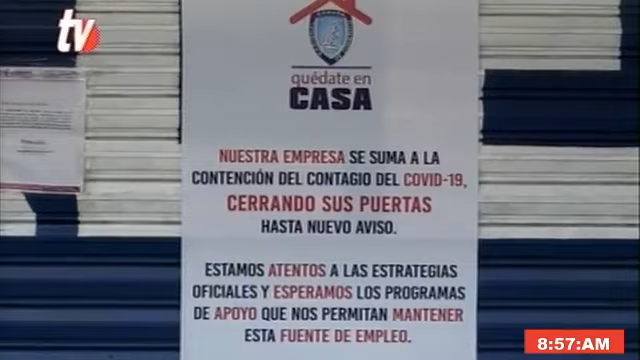 tv
quédate en
CASA
NUESTRA EMPRESA SE SUMA A LA
CONTENCIÓN DEL CONTAGIO DEL COVID-19,
CERRANDO SUS PUERTAS
HASTA NUEVO AVISO.
ESTAMOS ATENTOS A LAS ESTRATEGIAS
OFICIALES Y ESPERAMOS LOS PROGRAMAS
DE APOYO QUE NOS PERMITAN MANTENER
ESTA FUENTE DE EMPLEO.
8:57:AM